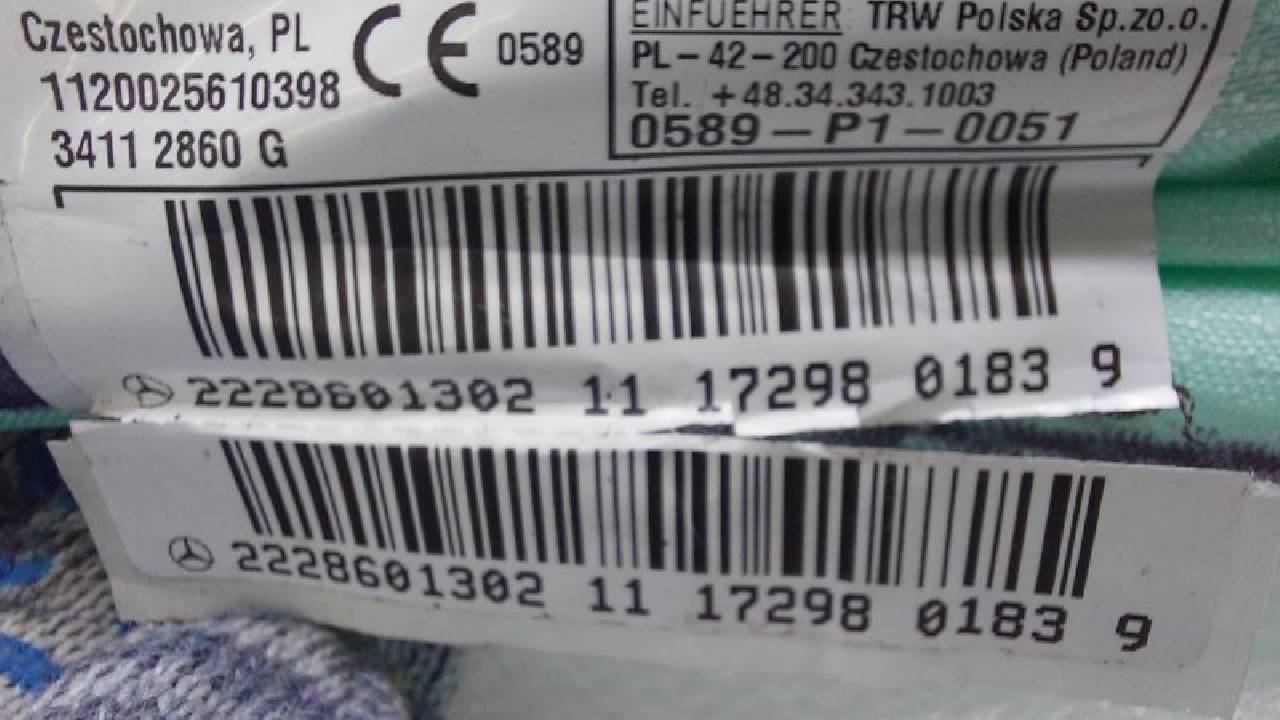 Czestochowa, PL
1120025610398
3411 2860 G
CE 0589
EINFUEHRER TRW Polska Sp.zo.o.
PL-42-200 Czestochowa (Poland)
Tel. +48.34.343.1003
0589-P1-0051
2228601302 11 17298 0183 9
2228601302 11 17298 0183 9